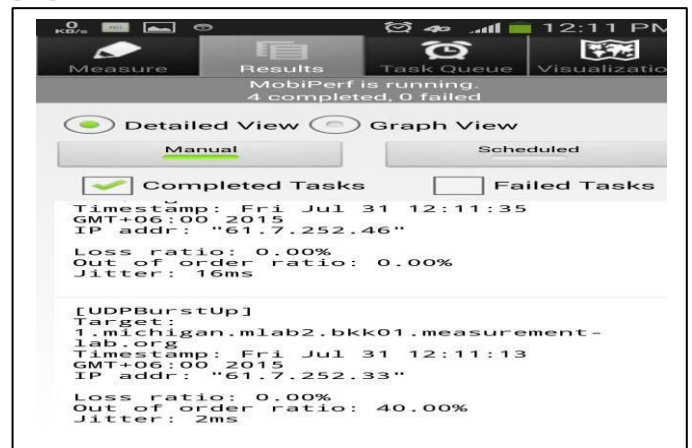 0
KB/s
12:11 PM
Measure Results Task Queue Visualizatio
MobiPerf is running.
4 completed, 0 failed
Detailed View Graph View
Manual Scheduled
Completed Tasks Failed Tasks
Timestamp: Fri Jul 31 12:11:35
GMT+06:00 2015
IP addr: "61.7.252.46"
Loss ratio: 0.00%
Out of order ratio: 0.00%
Jitter: 16ms
[UDPBurstUp]
Target:
1.michigan.mlab2.bkk01.measurement-
lab.org
Timestamp: Fri Jul 31 12:11:13
GMT+06:00 2015
IP addr: "61.7.252.33"
Loss ratio: 0.00%
Out of order ratio: 40.00%
Jitter: 2ms